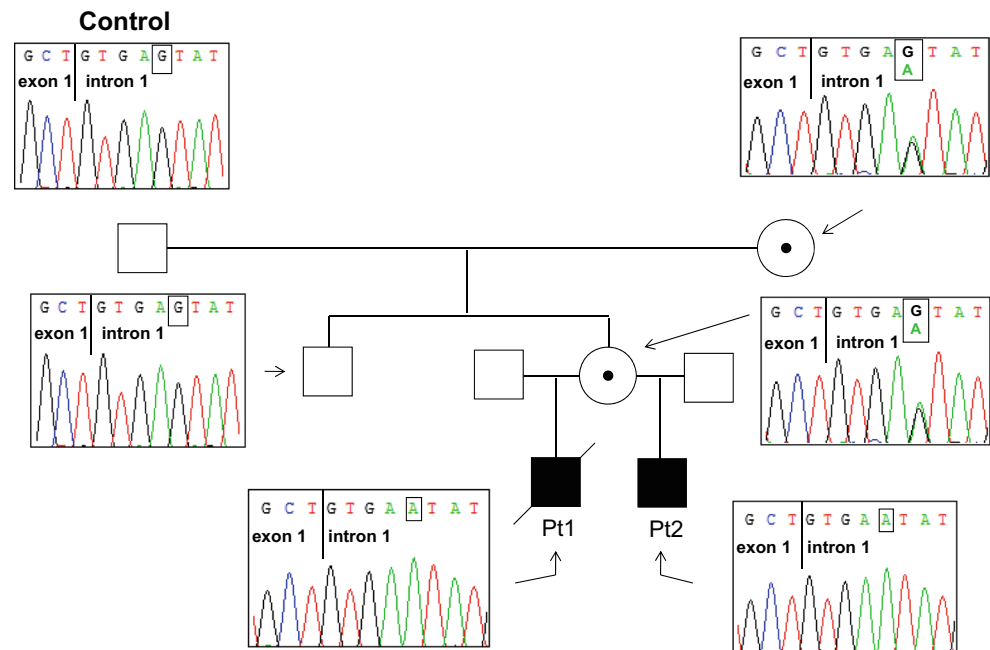 Control
G C T G T G A G T A T
exon 1 intron 1
G C T G T G A G T A T
A
exon 1 intron 1
G C T G T G A G T A T
exon 1 intron 1
G C T G T G A G T A T
A
exon 1 intron 1
G C T G T G A A T A T
exon 1 intron 1
Pt1
Pt2
G C T G T G A A T A T
exon 1 intron 1